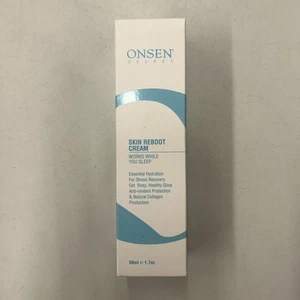 ONSEN®
SECRET
SKIN REBOOT
CREAM
WORKS WHILE
YOU SLEEP
Essential Hydration
For Stress Recovery
Get Rosy, Healthy Glow
Anti-oxidant Protection
& Natural Collagen
Production
50ml ℮ 1.7oz